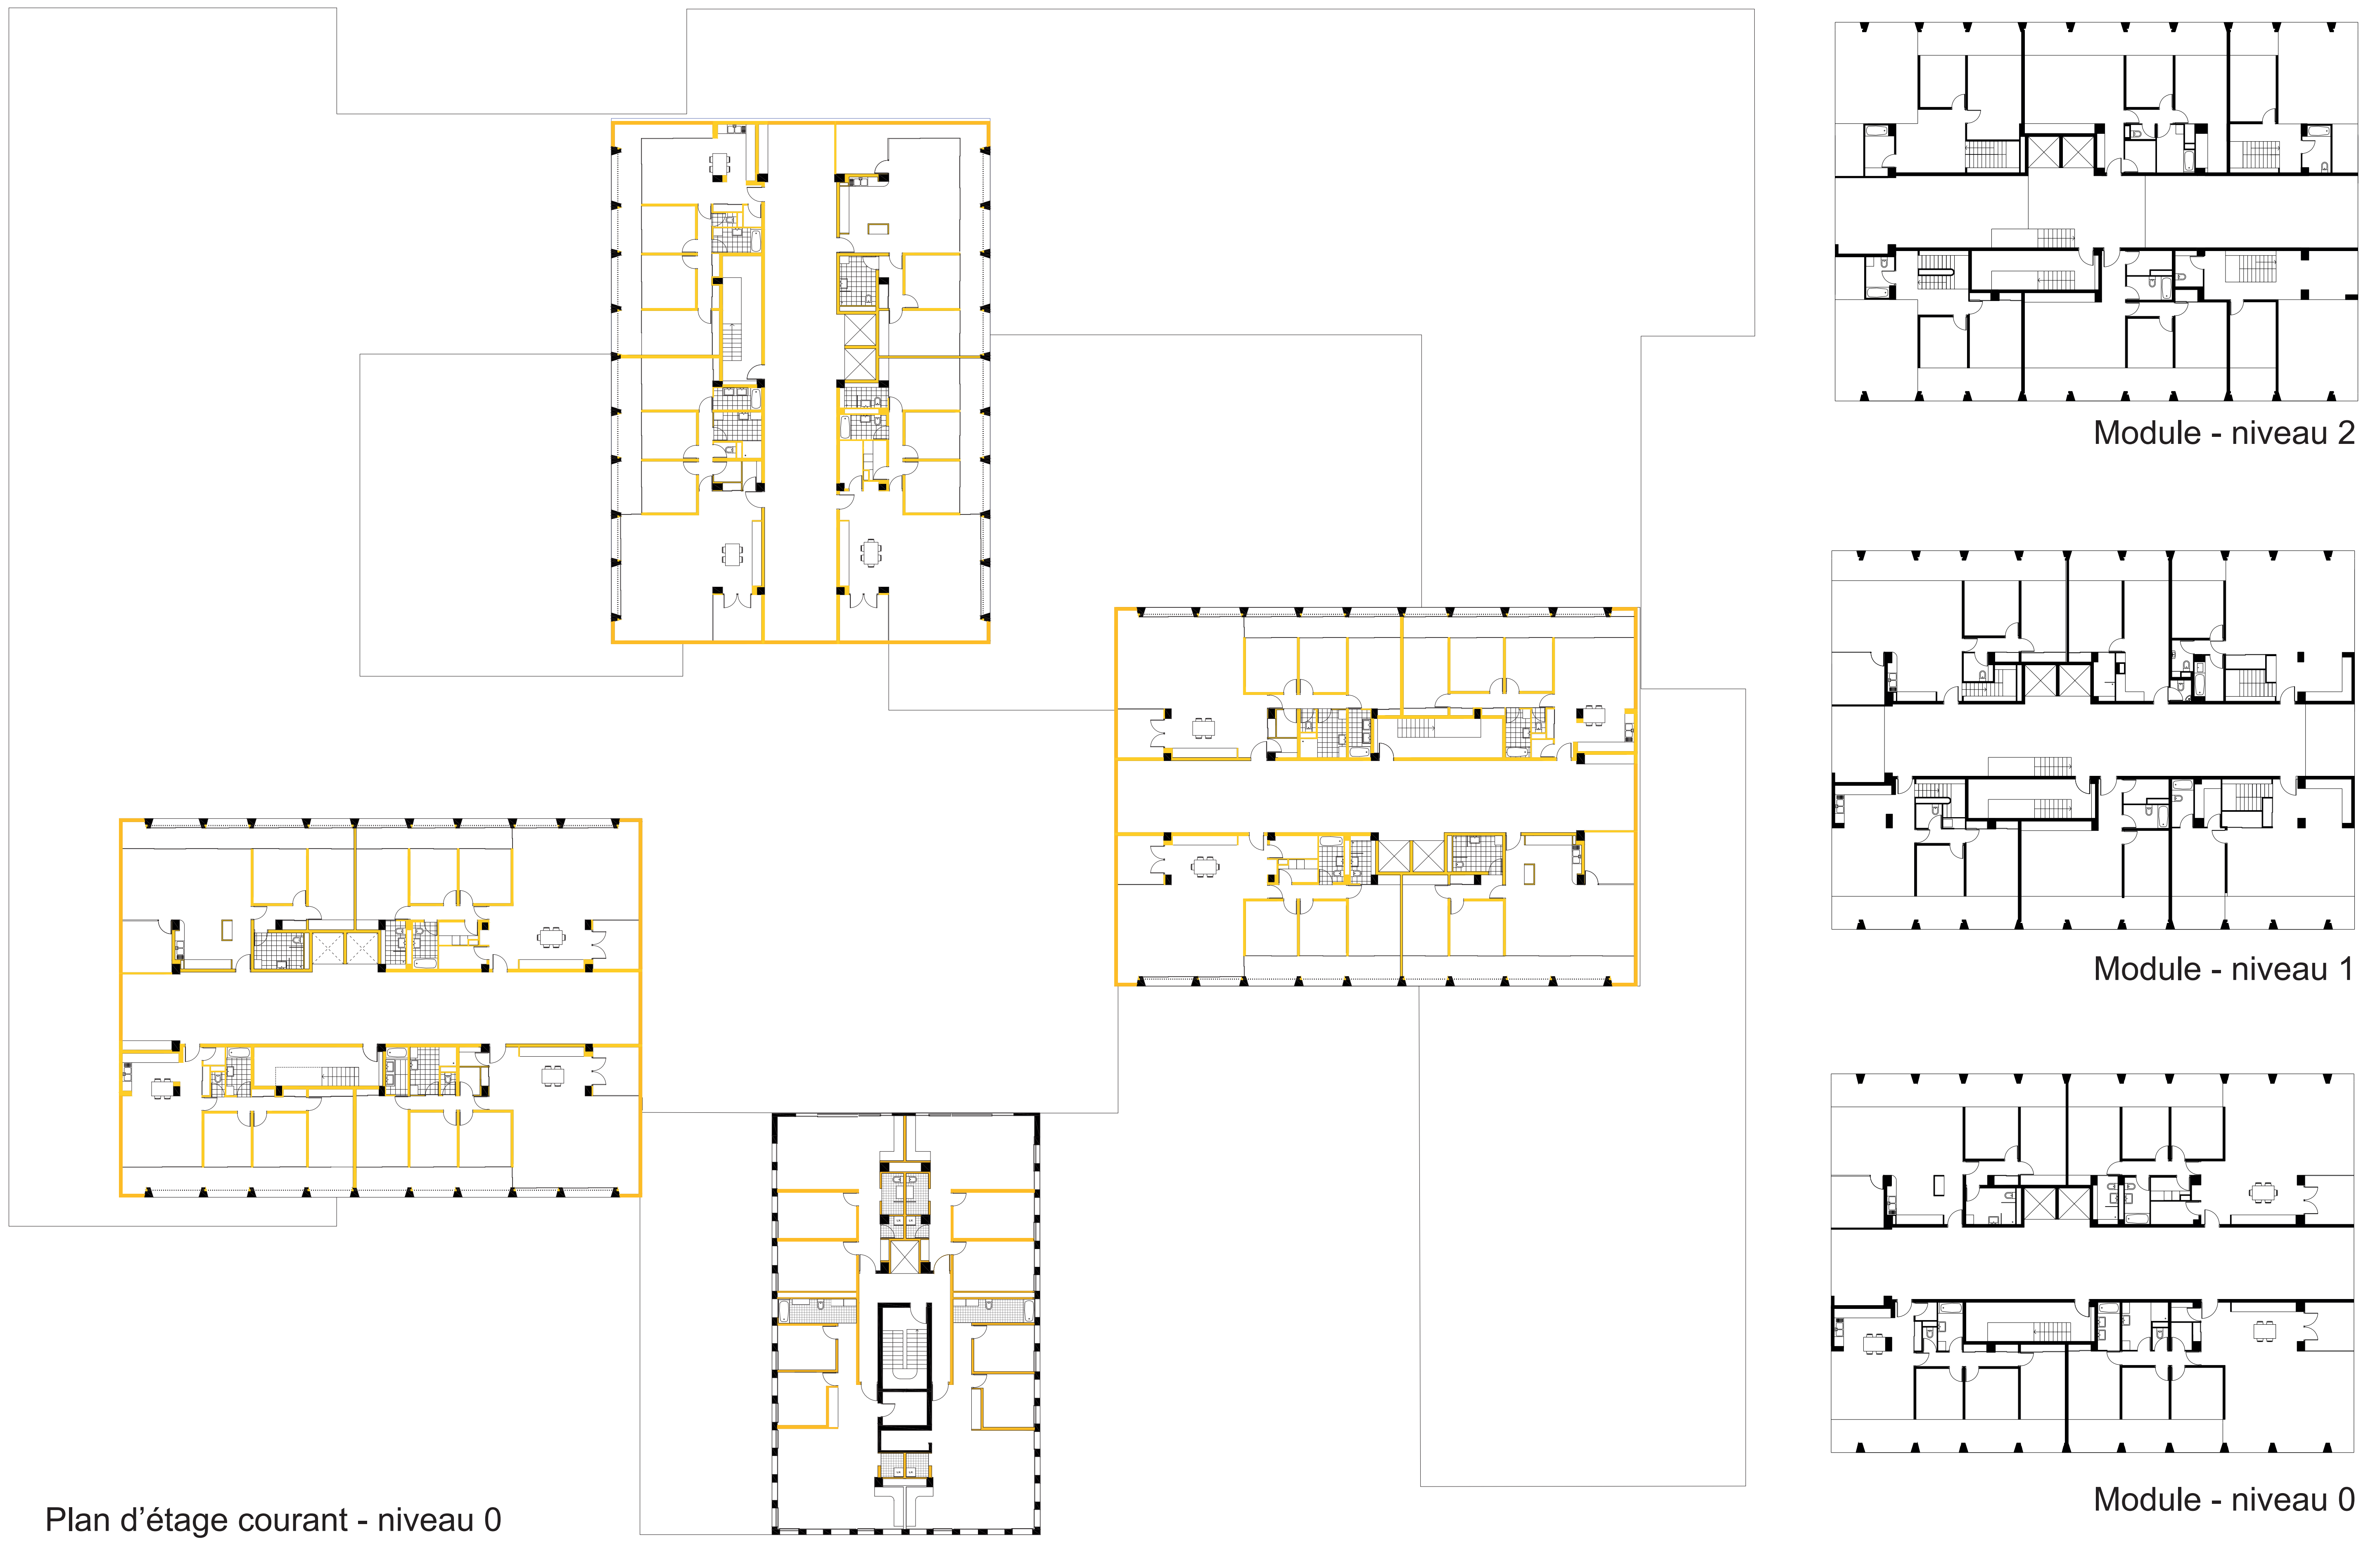 Module - niveau 2
Module - niveau 1
Module - niveau 0
Plan d’étage courant - niveau 0